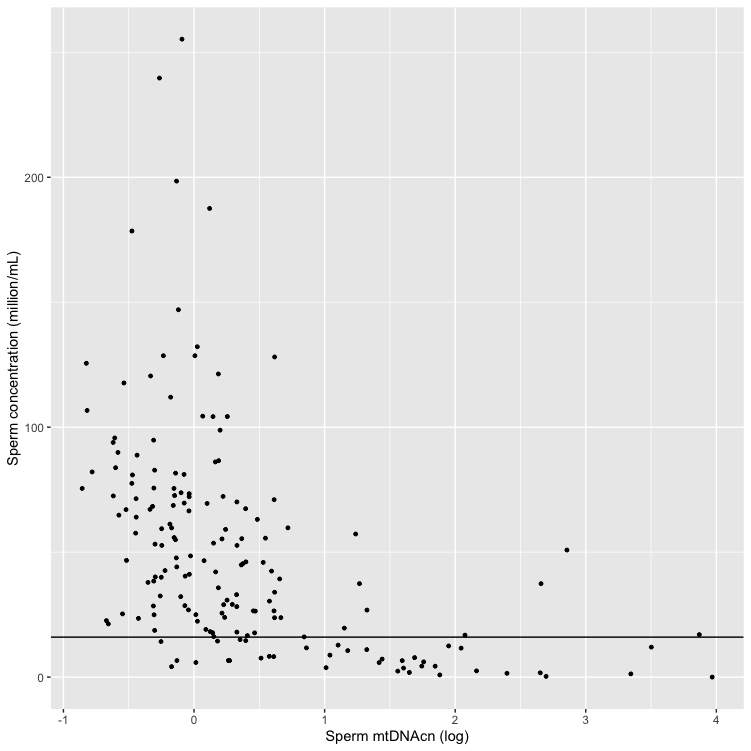 Sperm concentration (million/mL)
200
100
0
-1 0 1 2 3 4
Sperm mtDNAcn (log)